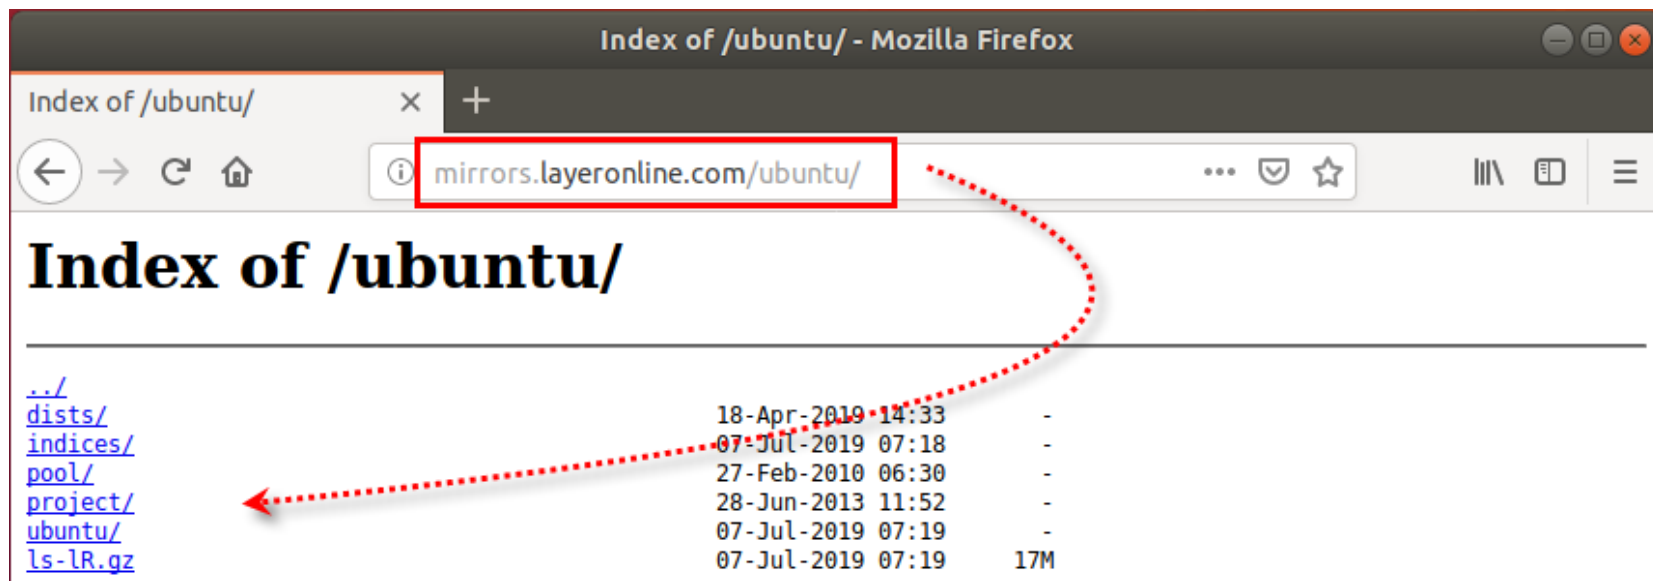 Index of /ubuntu/ - Mozilla Firefox
Index of /ubuntu/
mirrors.layeronline.com/ubuntu/
Index of /ubuntu/
../
dists/ 18-Apr-2019 14:33 -
indices/ 07-Jul-2019 07:18 -
pool/ 27-Feb-2010 06:30 -
project/ 28-Jun-2013 11:52 -
ubuntu/ 07-Jul-2019 07:19 -
ls-lR.gz 07-Jul-2019 07:19 17M